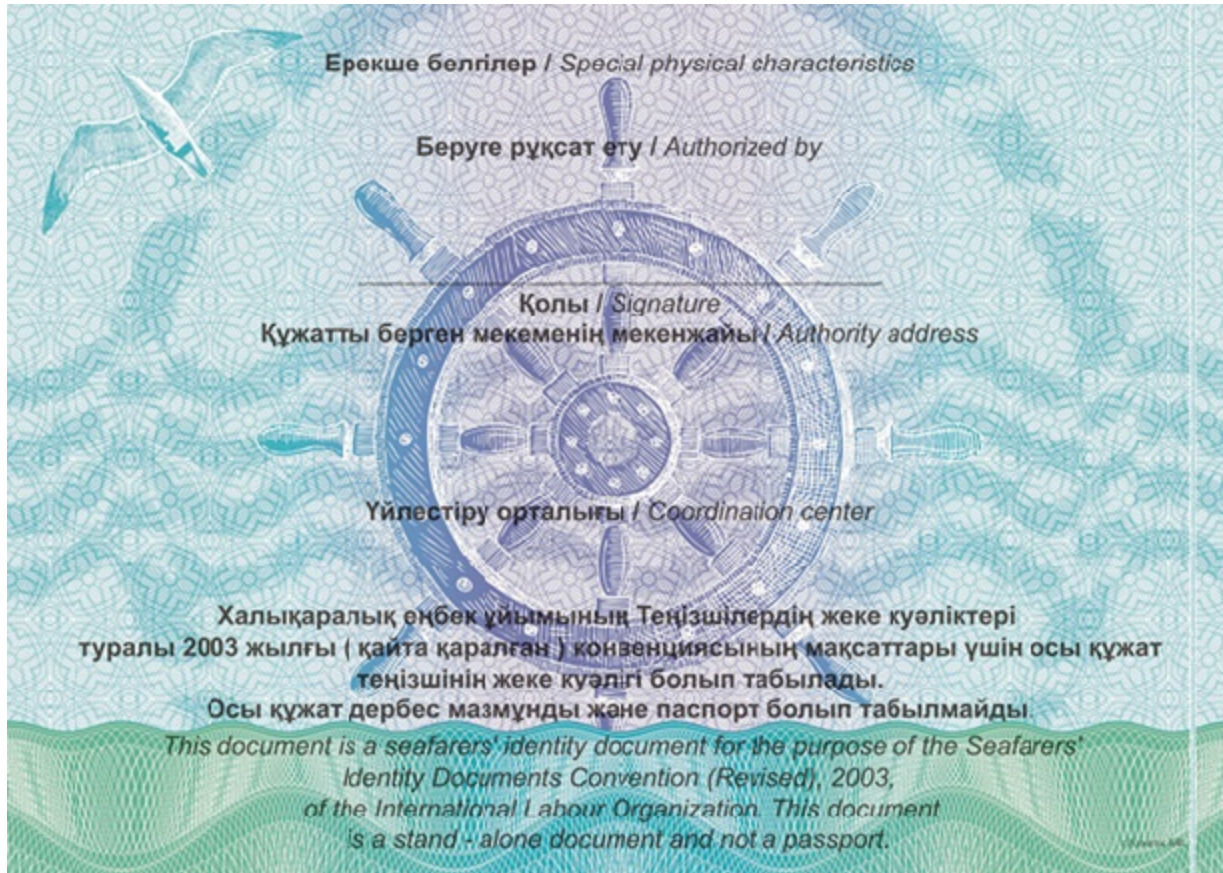 Ерекше белгілер / Special physical characteristics
Беруге рұқсат ету / Authorized by
Қолы / Signature
Құжатты берген мекеменің мекенжайы / Authority address
Үйлестіру орталығы / Coordination center
Халықаралық еңбек ұйымының Теңізшілердің жеке куәліктері
туралы 2003 жылғы ( қайта қаралған ) конвенциясының мақсаттары үшін осы құжат
теңізшінің жеке куәлігі болып табылады.
Осы құжат дербес мазмұнды және паспорт болып табылмайды
This document is a seafarers' identity document for the purpose of the Seafarers'
Identity Documents Convention (Revised), 2003,
of the International Labour Organization. This document
is a stand - alone document and not a passport.